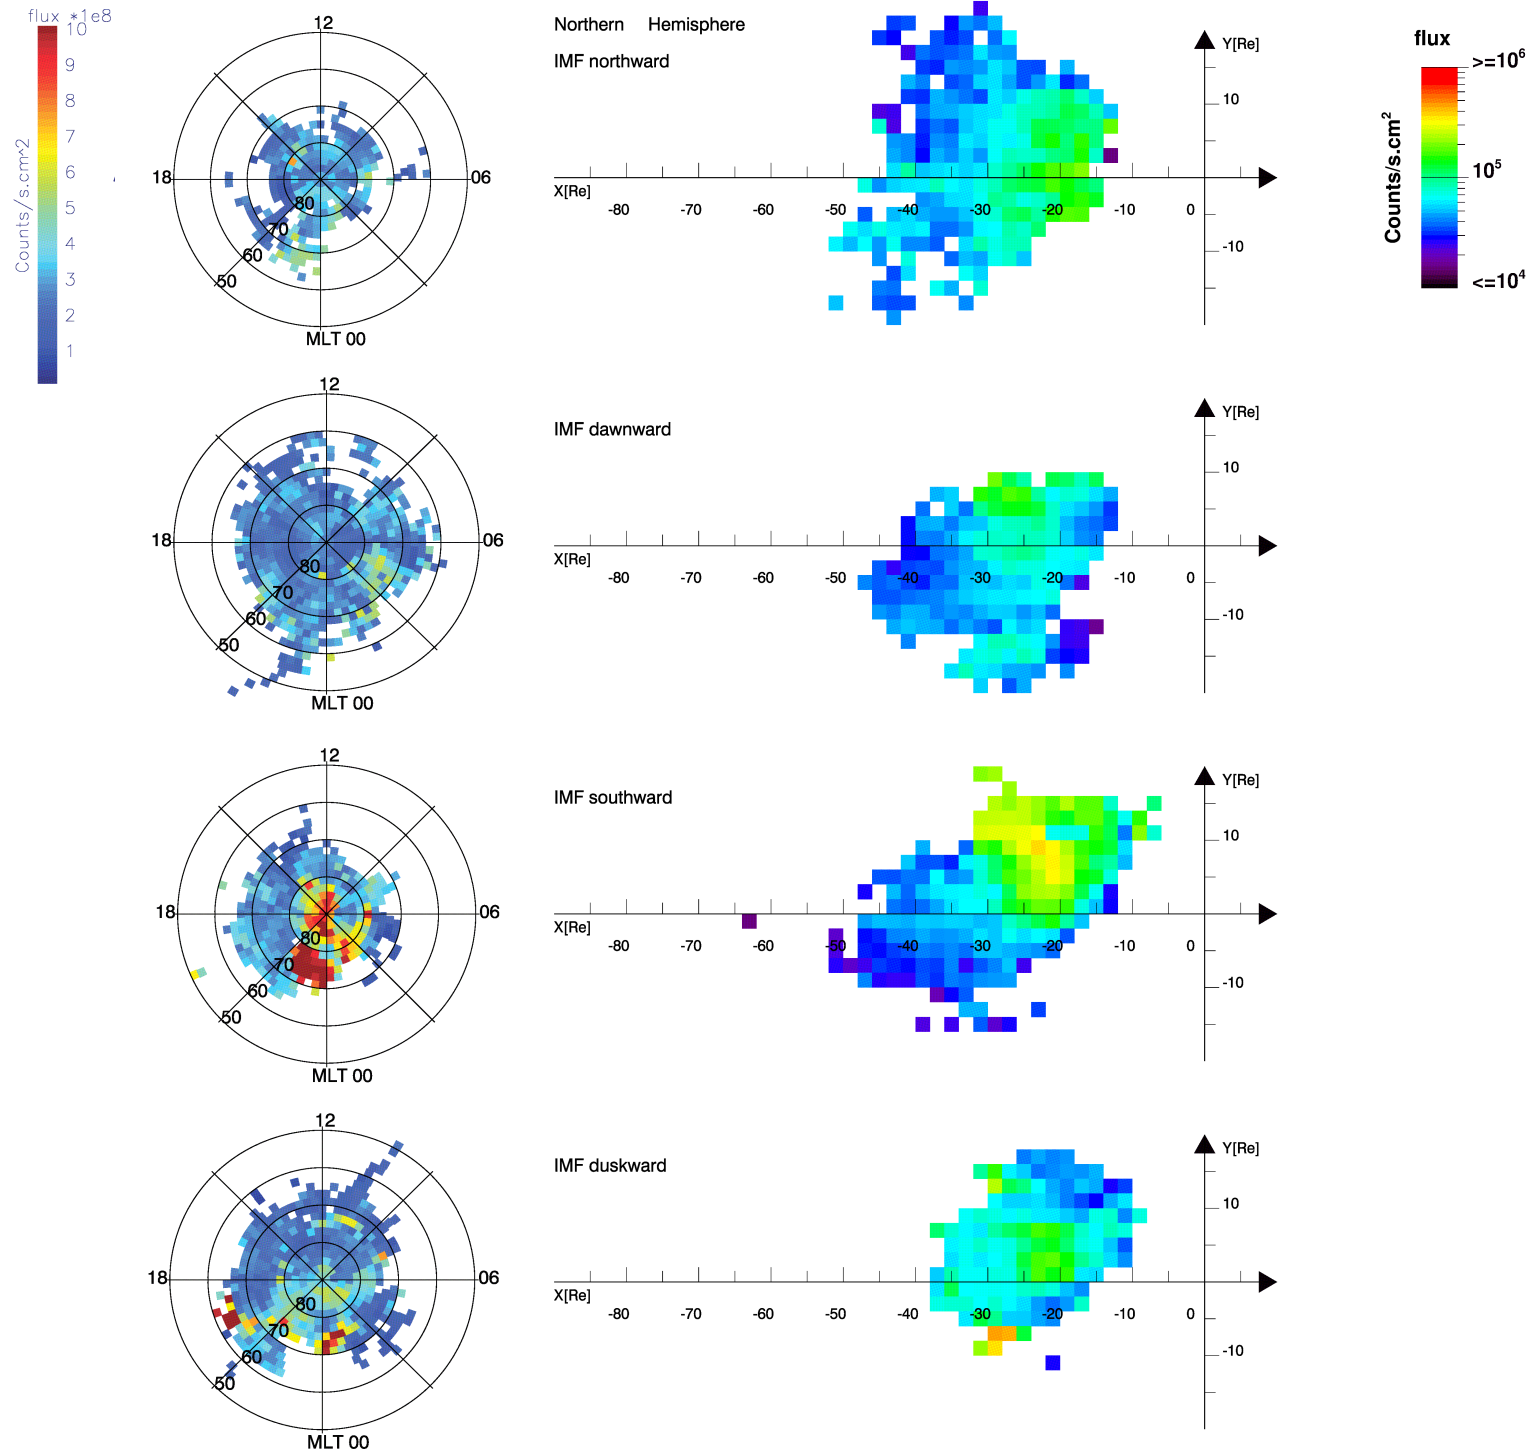 flux *1e8
10
9
8
7
6
5
4
3
2
1
Counts/s.cm^2
12
18
06
80
70
60
50
MLT 00
Northern Hemisphere
IMF northward
Y[Re]
10
X[Re]
-80 -70 -60 -50 -40 -30 -20 -10 0
-10
flux
>=10^6
10^5
<=10^4
Counts/s.cm^2
12
18
06
80
70
60
50
MLT 00
IMF dawnward
Y[Re]
10
X[Re]
-80 -70 -60 -50 -40 -30 -20 -10 0
-10
12
18
06
80
70
60
50
MLT 00
IMF southward
Y[Re]
10
X[Re]
-80 -70 -60 -50 -40 -30 -20 -10 0
-10
12
18
06
80
70
60
50
MLT 00
IMF duskward
Y[Re]
10
X[Re]
-80 -70 -60 -50 -40 -30 -20 -10 0
-10